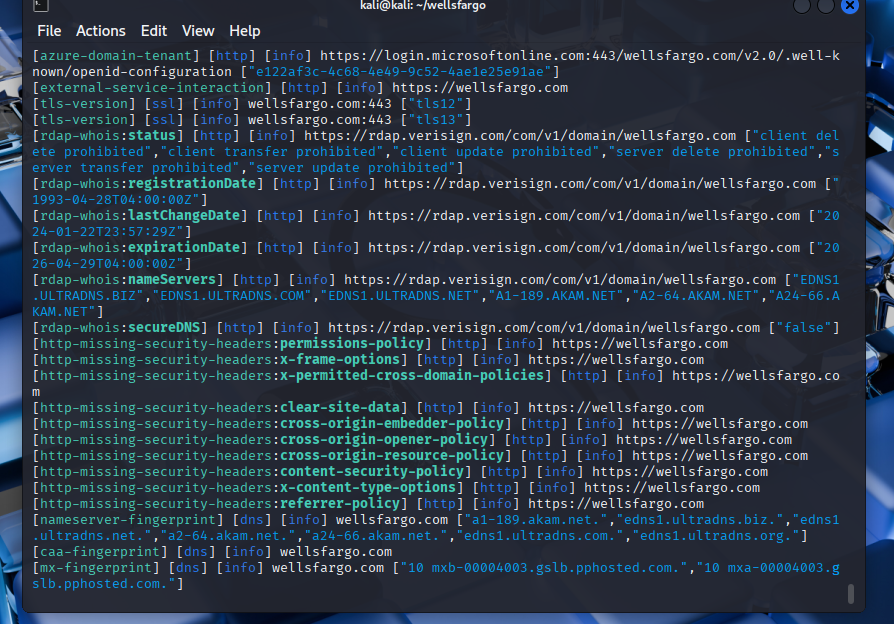 kali@kali: ~/wellsfargo
File Actions Edit View Help
[azure-domain-tenant] [http] [info] https://login.microsoftonline.com:443/wellsfargo.com/v2.0/.well-k
nown/openid-configuration ["e122af3c-4c68-4e49-9c52-4ae1e25e91ae"]
[external-service-interaction] [http] [info] https://wellsfargo.com
[tls-version] [ssl] [info] wellsfargo.com:443 ["tls12"]
[tls-version] [ssl] [info] wellsfargo.com:443 ["tls13"]
[rdap-whois:status] [http] [info] https://rdap.verisign.com/com/v1/domain/wellsfargo.com ["client del
ete prohibited","client transfer prohibited","client update prohibited","server delete prohibited","s
erver transfer prohibited","server update prohibited"]
[rdap-whois:registrationDate] [http] [info] https://rdap.verisign.com/com/v1/domain/wellsfargo.com ["
1993-04-28T04:00:00Z"]
[rdap-whois:lastChangeDate] [http] [info] https://rdap.verisign.com/com/v1/domain/wellsfargo.com ["20
24-01-22T23:57:29Z"]
[rdap-whois:expirationDate] [http] [info] https://rdap.verisign.com/com/v1/domain/wellsfargo.com ["20
26-04-29T04:00:00Z"]
[rdap-whois:nameServers] [http] [info] https://rdap.verisign.com/com/v1/domain/wellsfargo.com ["EDNS1
.ULTRADNS.BIZ","EDNS1.ULTRADNS.COM","EDNS1.ULTRADNS.NET","A1-189.AKAM.NET","A2-64.AKAM.NET","A24-66.A
KAM.NET"]
[rdap-whois:secureDNS] [http] [info] https://rdap.verisign.com/com/v1/domain/wellsfargo.com ["false"]
[http-missing-security-headers:permissions-policy] [http] [info] https://wellsfargo.com
[http-missing-security-headers:x-frame-options] [http] [info] https://wellsfargo.com
[http-missing-security-headers:x-permitted-cross-domain-policies] [http] [info] https://wellsfargo.co
m
[http-missing-security-headers:clear-site-data] [http] [info] https://wellsfargo.com
[http-missing-security-headers:cross-origin-embedder-policy] [http] [info] https://wellsfargo.com
[http-missing-security-headers:cross-origin-opener-policy] [http] [info] https://wellsfargo.com
[http-missing-security-headers:cross-origin-resource-policy] [http] [info] https://wellsfargo.com
[http-missing-security-headers:content-security-policy] [http] [info] https://wellsfargo.com
[http-missing-security-headers:x-content-type-options] [http] [info] https://wellsfargo.com
[http-missing-security-headers:referrer-policy] [http] [info] https://wellsfargo.com
[nameserver-fingerprint] [dns] [info] wellsfargo.com ["a1-189.akam.net.","edns1.ultradns.biz.","edns1
.ultradns.net.","a2-64.akam.net.","a24-66.akam.net.","edns1.ultradns.com.","edns1.ultradns.org."]
[caa-fingerprint] [dns] [info] wellsfargo.com
[mx-fingerprint] [dns] [info] wellsfargo.com ["10 mxb-00004003.gslb.pphosted.com.","10 mxa-00004003.g
slb.pphosted.com."]